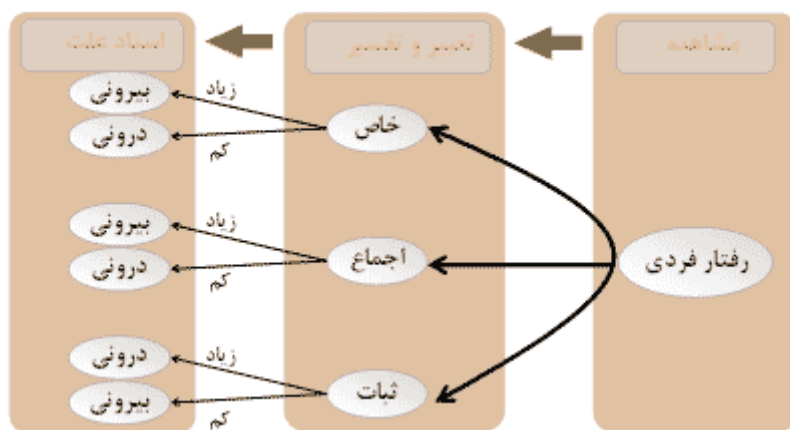 مشاهده
تعبیر و تفسیر
اسناد علت
رفتار فردی
خاص
زیاد
بیرونی
کم
درونی
اجماع
زیاد
بیرونی
کم
درونی
ثبات
زیاد
درونی
کم
بیرونی